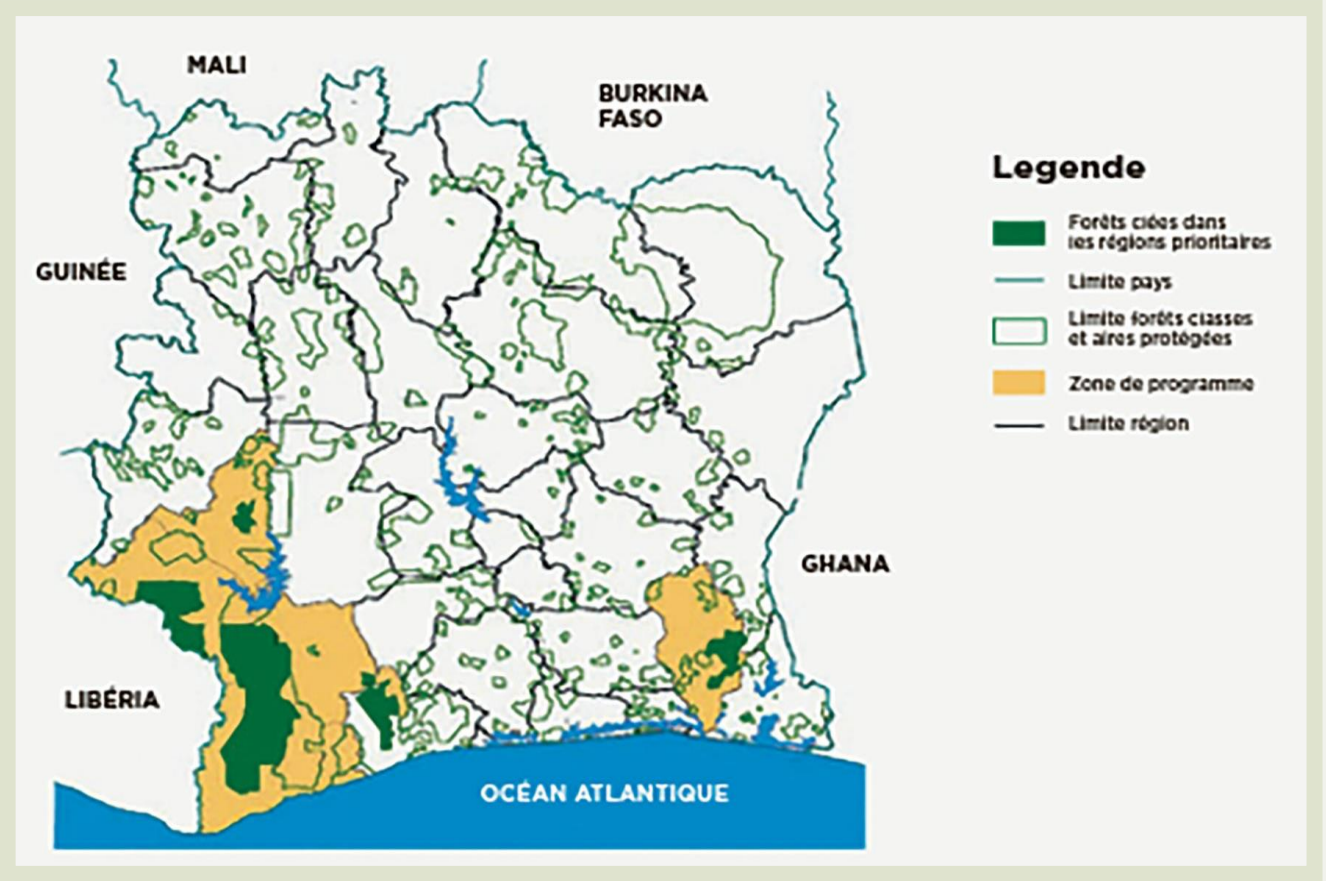 MALI
BURKINA
FASO
GUINÉE
GHANA
LIBÉRIA
OCÉAN ATLANTIQUE
Legende
Forêts clées dans
les régions prioritaires
Limite pays
Limite forêts classes
et aires protégées
Zone de programme
Limite région